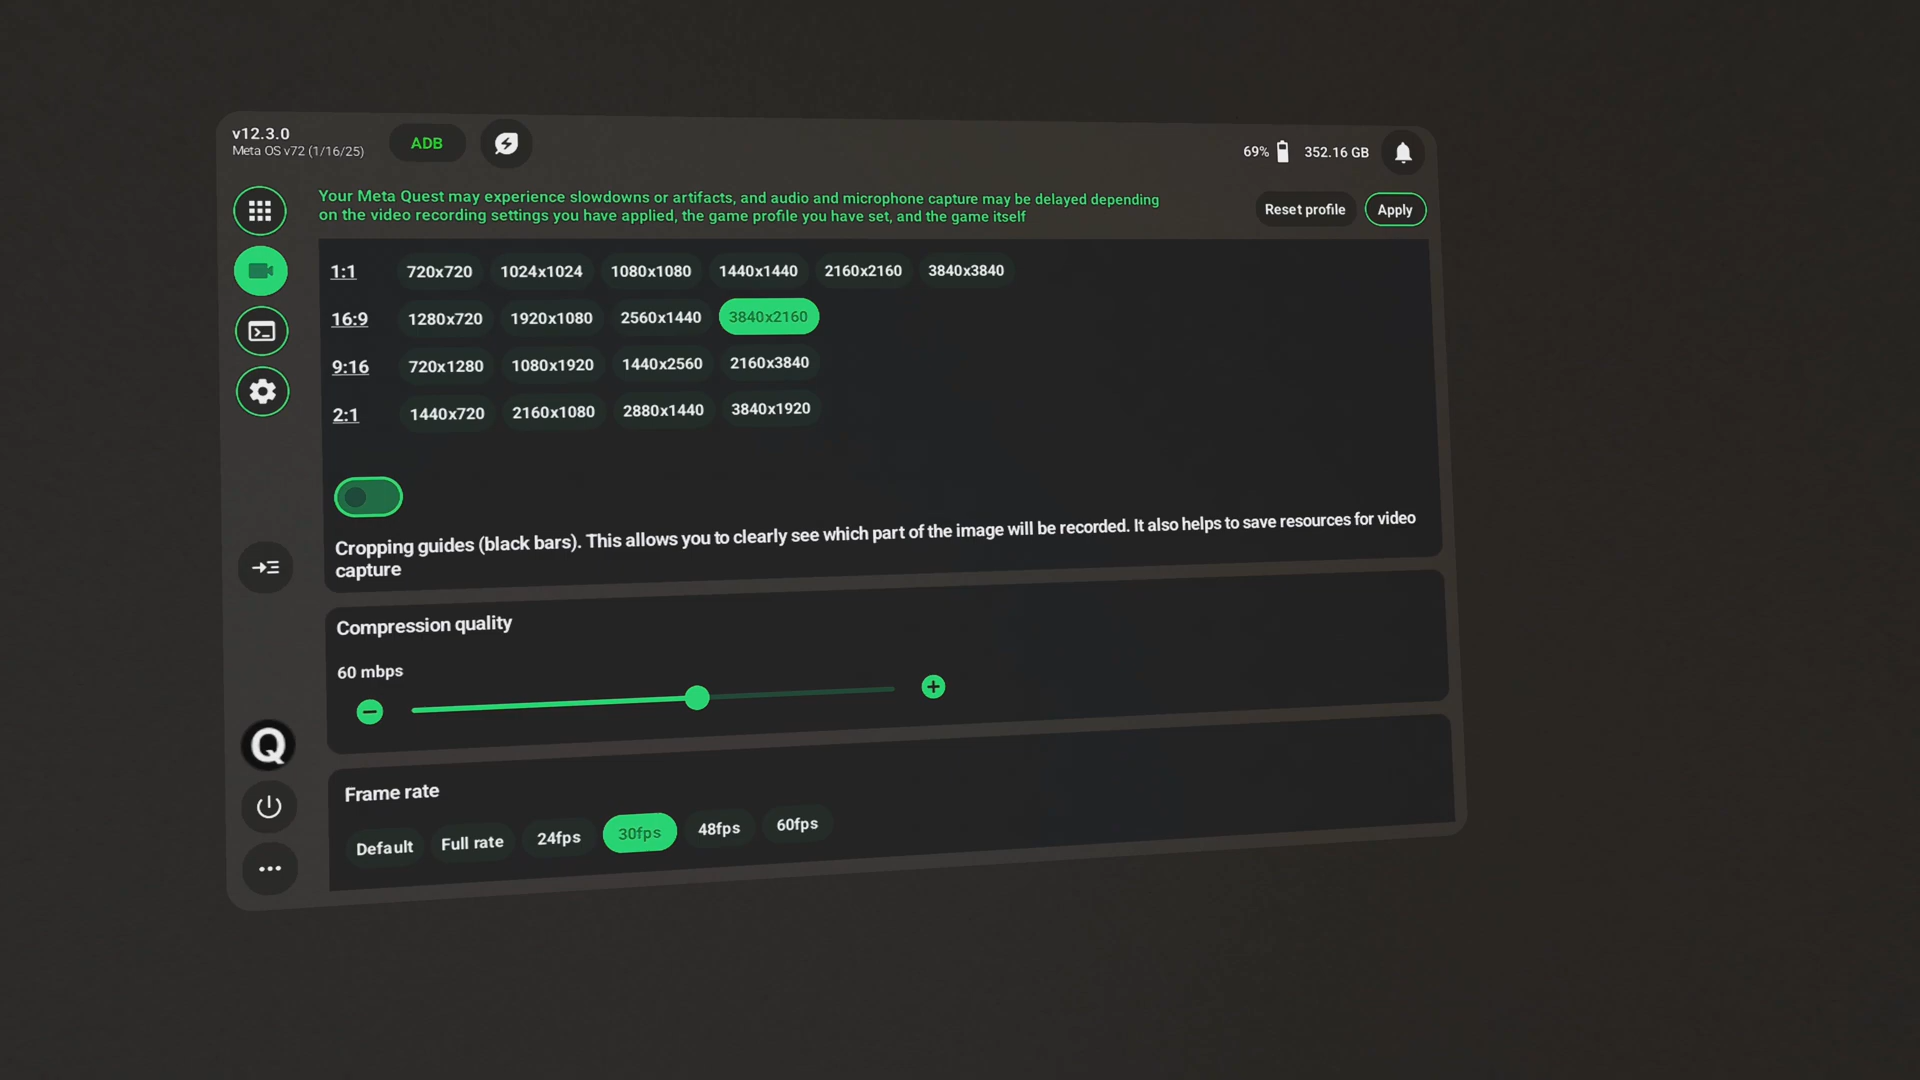 v12.3.0
Meta OS v72 (1/16/25)
ADB
69%
352.16 GB
Your Meta Quest may experience slowdowns or artifacts, and audio and microphone capture may be delayed depending
on the video recording settings you have applied, the game profile you have set, and the game itself
Reset profile
Apply
1:1 720x720 1024x1024 1080x1080 1440x1440 2160x2160 3840x3840
16:9 1280x720 1920x1080 2560x1440 3840x2160
9:16 720x1280 1080x1920 1440x2560 2160x3840
2:1 1440x720 2160x1080 2880x1440 3840x1920
Cropping guides (black bars). This allows you to clearly see which part of the image will be recorded. It also helps to save resources for video
capture
Compression quality
60 mbps
Q
Frame rate
Default Full rate 24fps 30fps 48fps 60fps